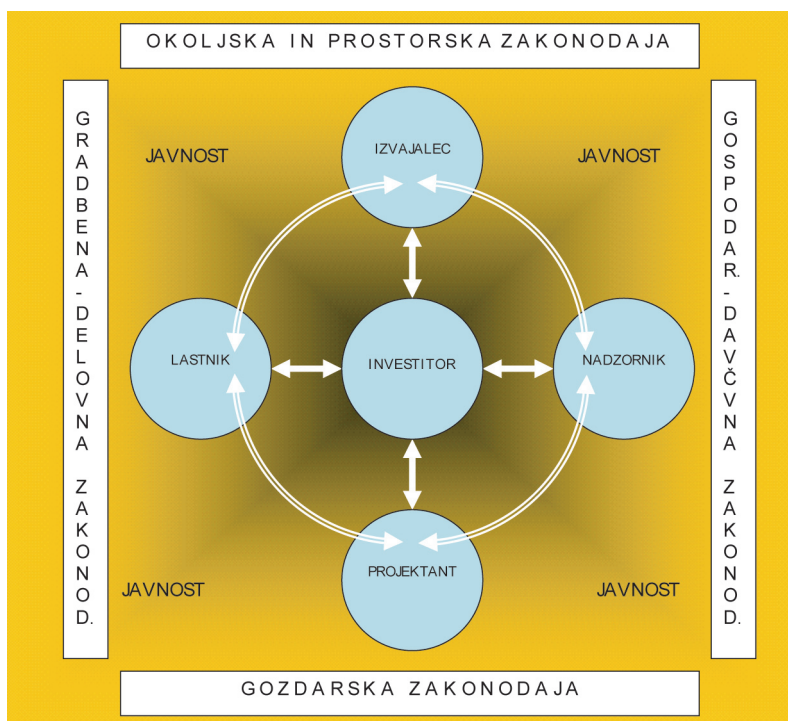 OKOLJSKA IN PROSTORSKA ZAKONODAJA
GRADBENA-DELOVNA ZAKONOD.
GOSPODAR.-DAVČVNA ZAKONOD.
JAVNOST
IZVAJALEC
JAVNOST
LASTNIK
INVESTITOR
NADZORNIK
JAVNOST
PROJEKTANT
JAVNOST
GOZDARSKA ZAKONODAJA